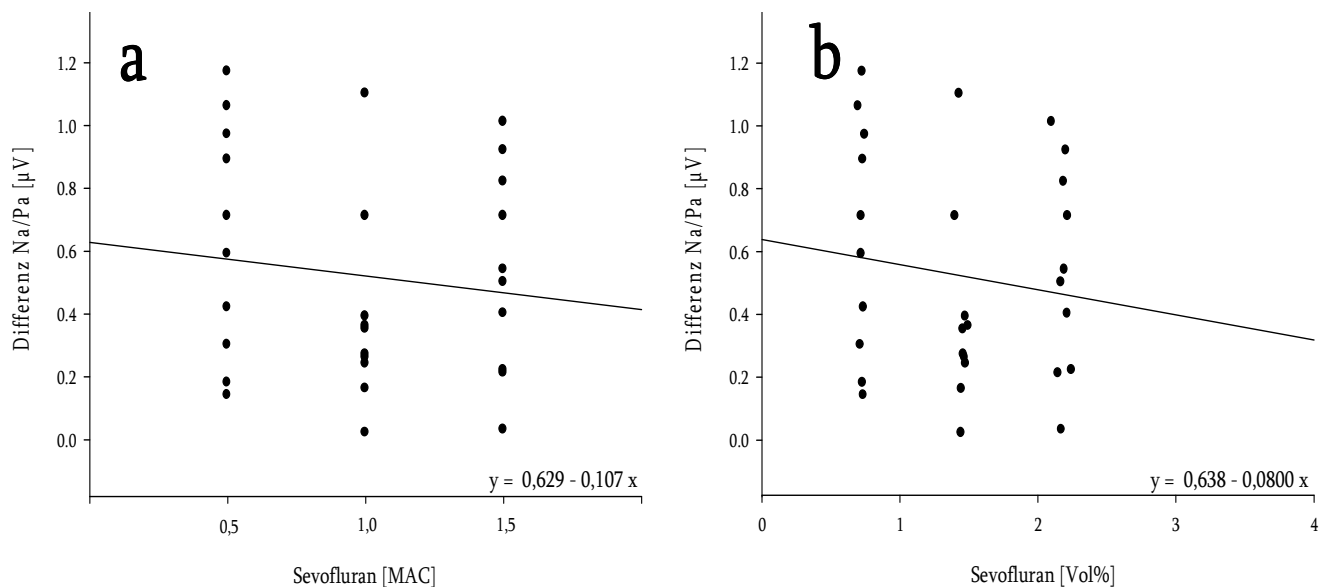 a
Differenz Na/Pa [µV]
1.2
1.0
0.8
0.6
0.4
0.2
0.0
y = 0,629 - 0,107 x
0,5 1,0 1,5
Sevofluran [MAC]
b
Differenz Na/Pa [µV]
1.2
1.0
0.8
0.6
0.4
0.2
0.0
y = 0,638 - 0,0800 x
0 1 2 3 4
Sevofluran [Vol%]